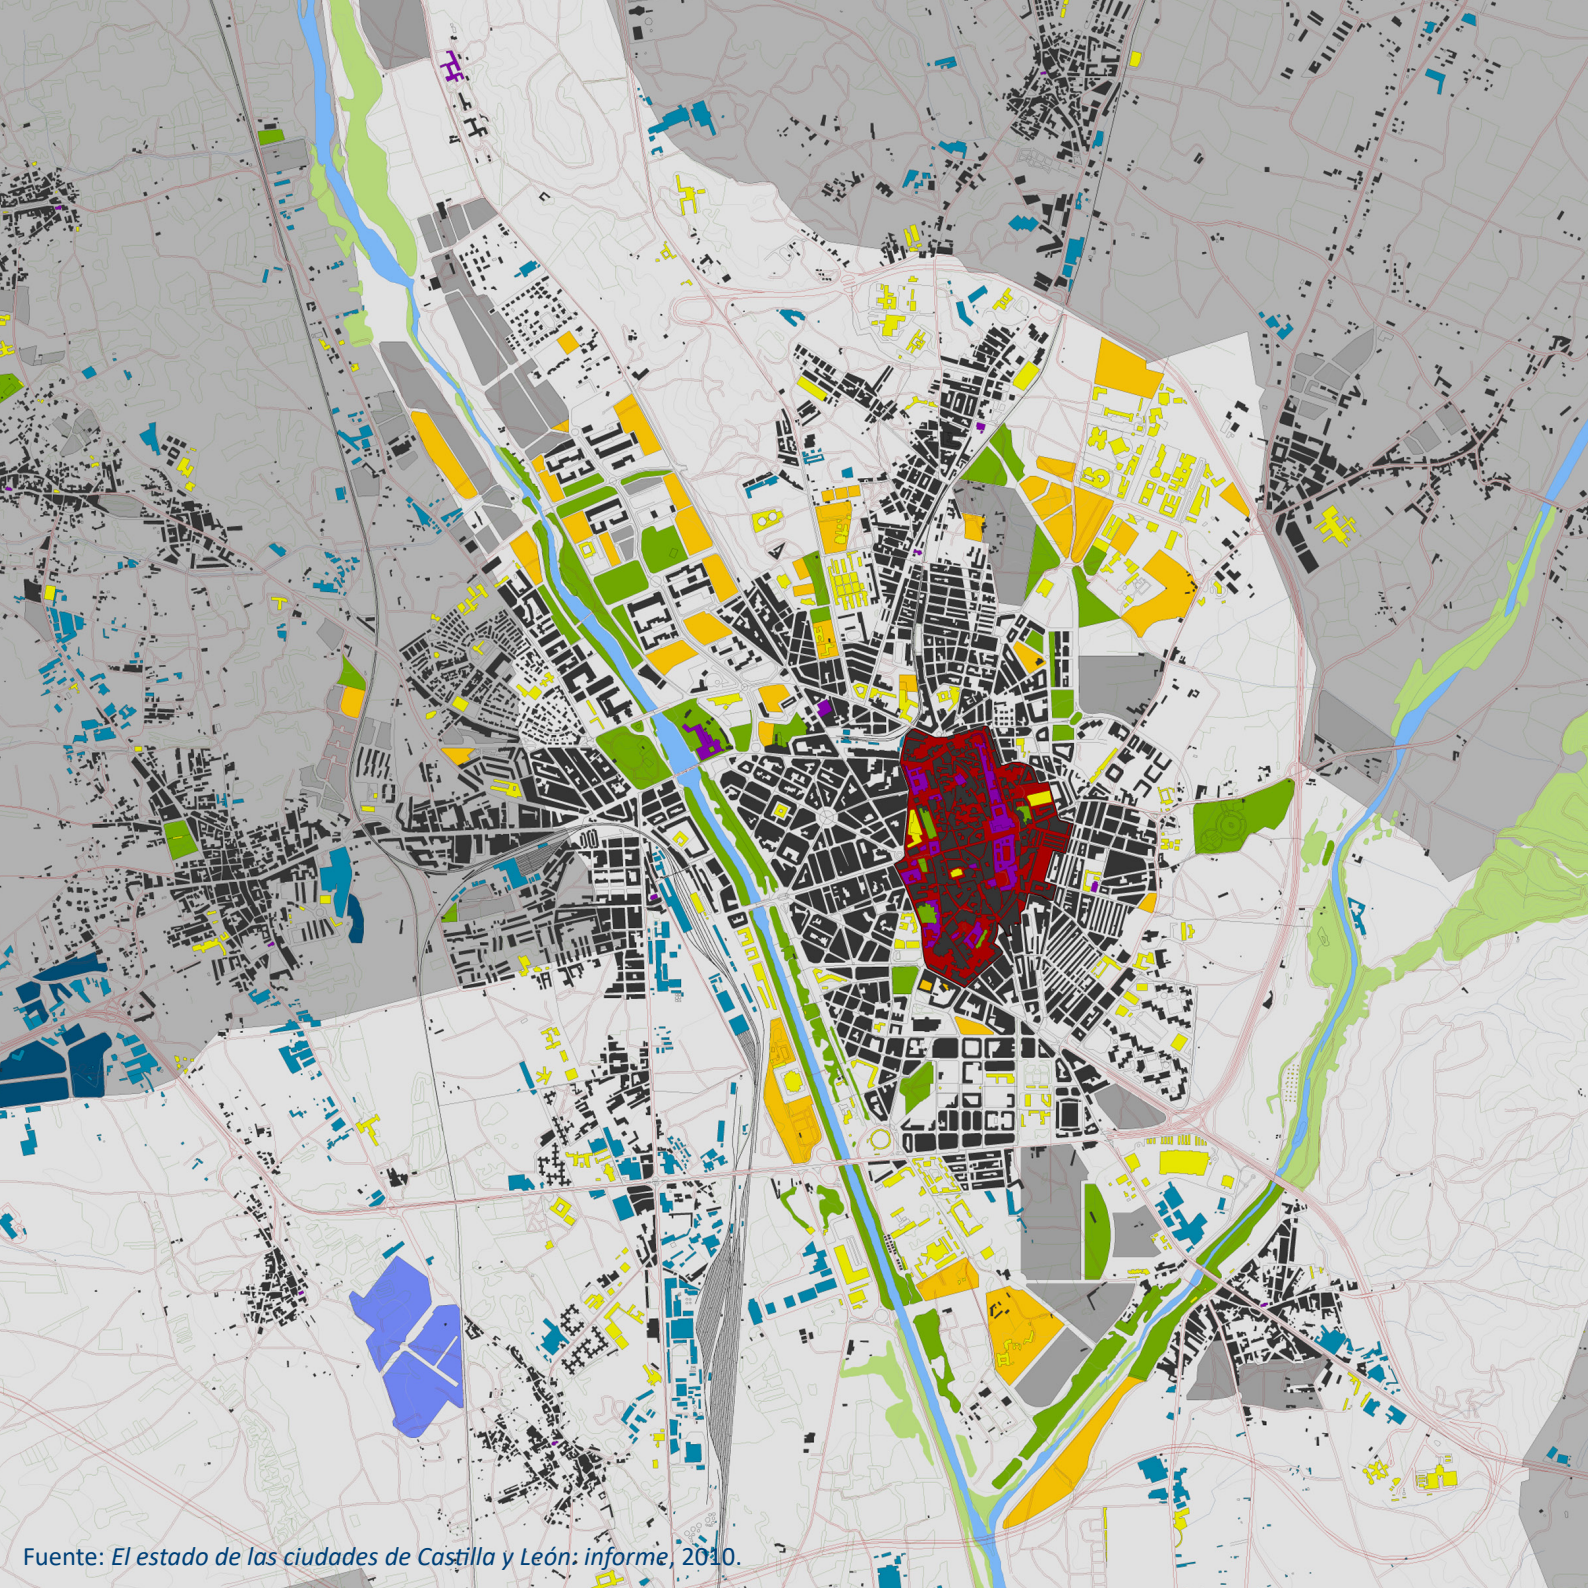 Fuente: El estado de las ciudades de Castilla y León: informe, 2010.